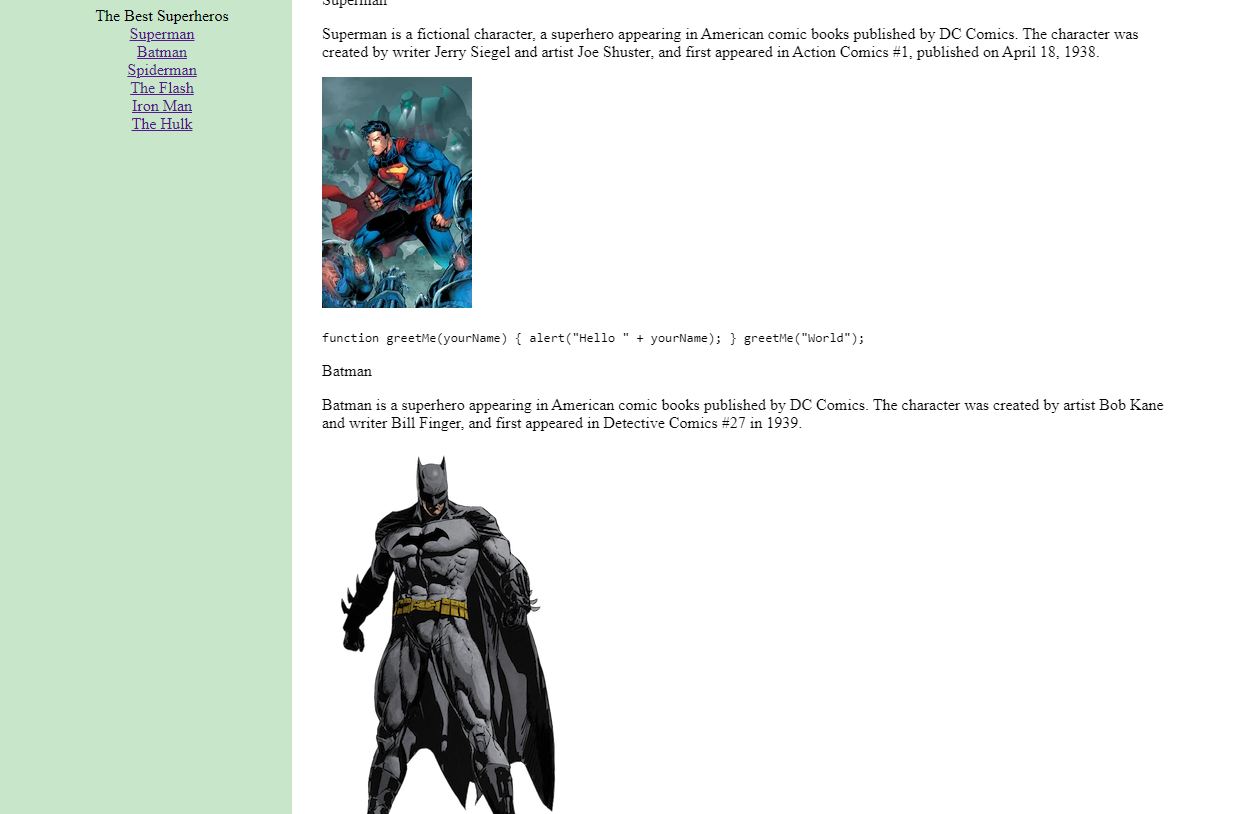 The Best Superheros
Superman
Batman
Spiderman
The Flash
Iron Man
The Hulk
Superman
Superman is a fictional character, a superhero appearing in American comic books published by DC Comics. The character was
created by writer Jerry Siegel and artist Joe Shuster, and first appeared in Action Comics #1, published on April 18, 1938.
function greetMe(yourName) { alert("Hello " + yourName); } greetMe("World");
Batman
Batman is a superhero appearing in American comic books published by DC Comics. The character was created by artist Bob Kane
and writer Bill Finger, and first appeared in Detective Comics #27 in 1939.